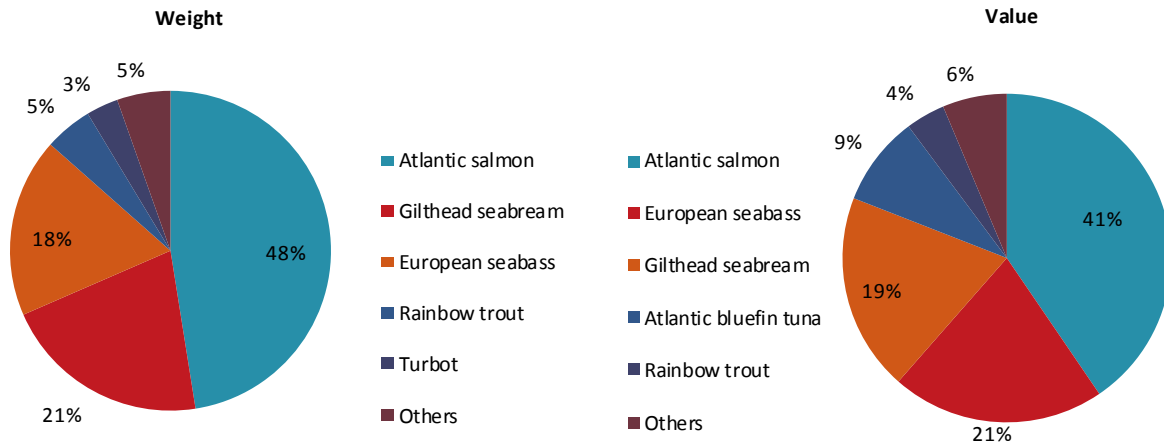 Weight
5%
3%
5%
18%
48%
21%
Atlantic salmon
Gilthead seabream
European seabass
Rainbow trout
Turbot
Others
Value
6%
4%
9%
41%
19%
21%
Atlantic salmon
European seabass
Gilthead seabream
Atlantic bluefin tuna
Rainbow trout
Others